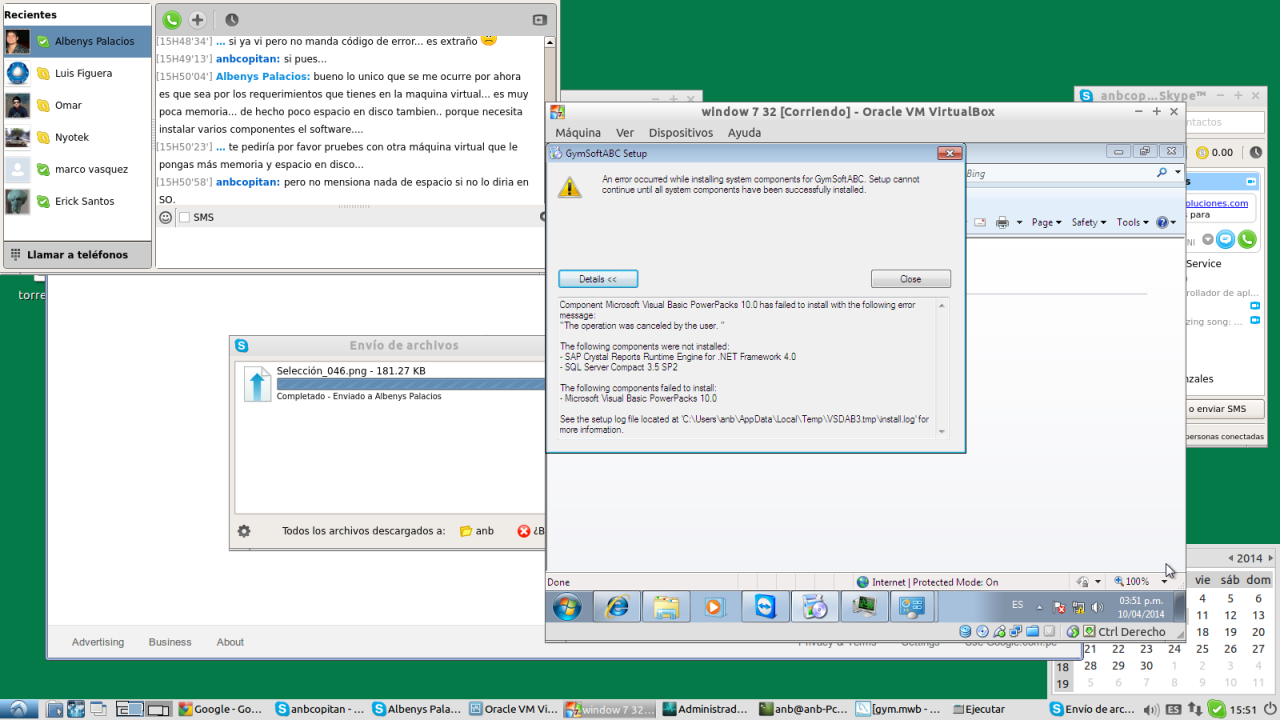 Recientes
Albenys Palacios
Luis Figuera
Omar
Nyotek
marco vasquez
Erick Santos
Llamar a teléfonos
[15H48'34'] ... si ya vi pero no manda código de error... es extraño
[15H49'13'] anbcopitan: si pues...
[15H50'04'] Albenys Palacios: bueno lo unico que se me ocurre por ahora
es que sea por los requerimientos que tienes en la maquina virtual... es muy
poca memoria... de hecho poco espacio en disco tambien.. porque necesita
instalar varios componentes el software....
[15H50'23'] ... te pediría por favor pruebes con otra máquina virtual que le
pongas más memoria y espacio en disco...
[15H50'58'] anbcopitan: pero no mensiona nada de espacio si no lo diria en
SO.
SMS
torre
Envío de archivos
Selección_046.png - 181.27 KB
Completado - Enviado a Albenys Palacios
Todos los archivos descargados a:
anb
¿B
Advertising
Business
About
window 7 32 [Corriendo] - Oracle VM VirtualBox
Máquina
Ver
Dispositivos
Ayuda
GymSoftABC Setup
An error occurred while installing system components for GymSoftABC. Setup cannot
continue until all system components have been successfully installed.
Details <<
Close
Component Microsoft Visual Basic PowerPacks 10.0 has failed to install with the following error
message:
"The operation was canceled by the user. "
The following components were not installed:
- SAP Crystal Reports Runtime Engine for .NET Framework 4.0
- SQL Server Compact 3.5 SP2
The following components failed to install:
- Microsoft Visual Basic PowerPacks 10.0
See the setup log file located at 'C:\Users\anb\AppData\Local\Temp\VSDAB3.tmp\install.log' for
more information.
Bing
Page
Safety
Tools
Done
Internet | Protected Mode: On
100%
ES
03:51 p.m.
10/04/2014
Ctrl Derecho
anbcop...Skype™
ntactos
0.00
s
oluciones.com
s para
NI
Service
o)
rollador de apl...
zing song: ...
nzales
o enviar SMS
personas conectadas
2014
vie sáb dom
4 5 6
11 12 13
18 19 20
21 22 23 24 25 26 27
18 28 29 30 1 2 3 4
19 5 6 7 8 9 10 11
Google - Go...
anbcopitan - ...
Albenys Pala...
Oracle VM Vi...
window 7 32...
Administrad...
anb@anb-Pc...
[gym.mwb - ...
Ejecutar
Envío de arc...
ES
15:51